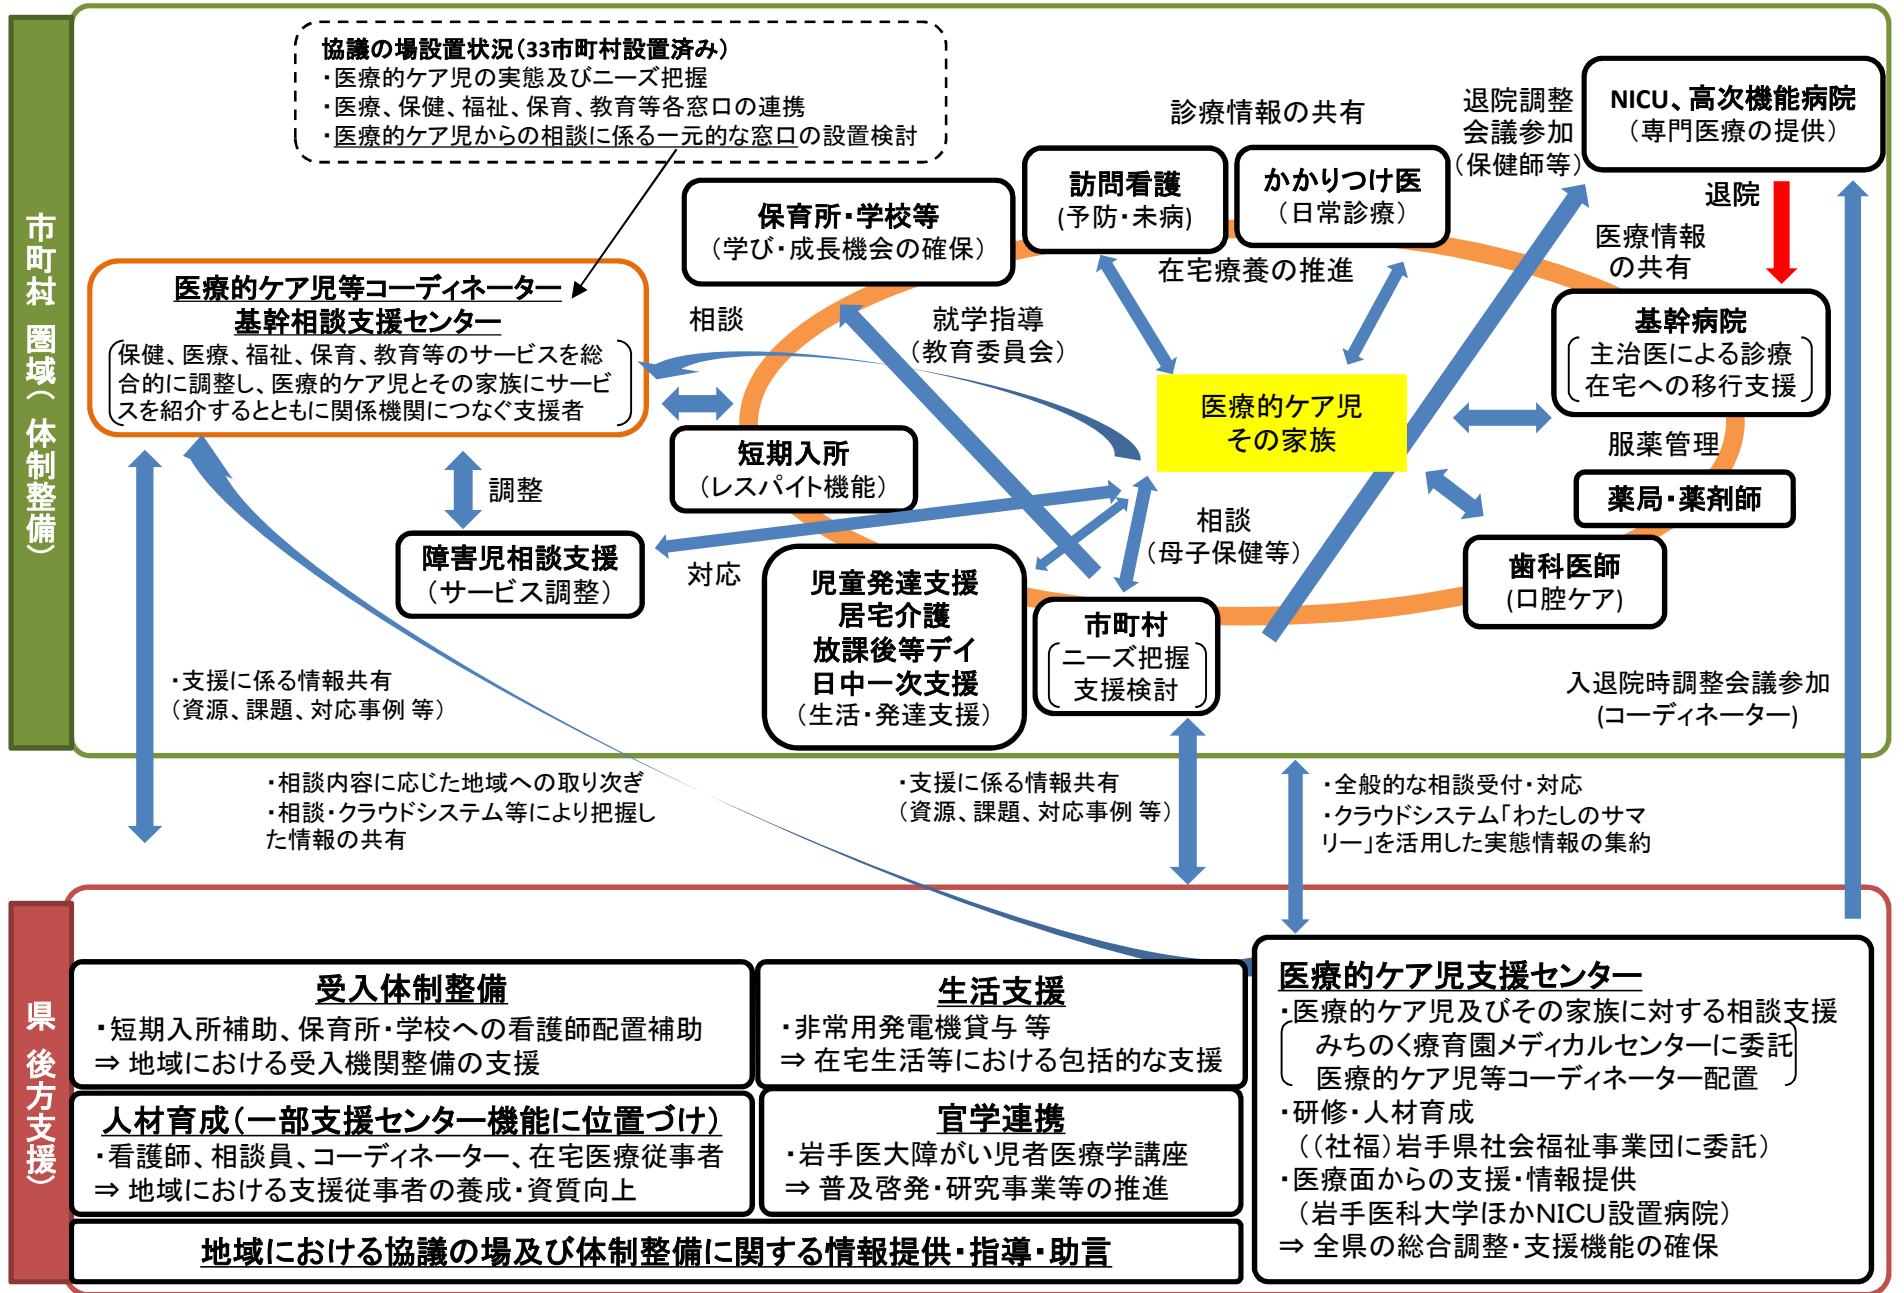 市町村 圏域（体制整備）
協議の場設置状況（33市町村設置済み）
・医療的ケア児の実態及びニーズ把握
・医療、保健、福祉、保育、教育等各窓口の連携
・医療的ケア児からの相談に係る一元的な窓口の設置検討
診療情報の共有
退院調整
会議参加
（保健師等）
NICU、高次機能病院
（専門医療の提供）
退院
保育所・学校等
（学び・成長機会の確保）
訪問看護
(予防・未病)
かかりつけ医
（日常診療）
在宅療養の推進
医療情報
の共有
医療的ケア児等コーディネーター
基幹相談支援センター
保健、医療、福祉、保育、教育等のサービスを総
合的に調整し、医療的ケア児とその家族にサービ
スを紹介するとともに関係機関につなぐ支援者
相談
就学指導
（教育委員会）
基幹病院
主治医による診療
在宅への移行支援
医療的ケア児
その家族
短期入所
（レスパイト機能）
服薬管理
薬局・薬剤師
調整
障害児相談支援
（サービス調整）
対応
相談
（母子保健等）
歯科医師
(口腔ケア)
児童発達支援
居宅介護
放課後等デイ
日中一次支援
（生活・発達支援）
市町村
ニーズ把握
支援検討
・支援に係る情報共有
（資源、課題、対応事例 等）
入退院時調整会議参加
(コーディネーター)
・相談内容に応じた地域への取り次ぎ
・相談・クラウドシステム等により把握し
た情報の共有
・支援に係る情報共有
（資源、課題、対応事例 等）
・全般的な相談受付・対応
・クラウドシステム「わたしのサマ
リー」を活用した実態情報の集約
県 後方支援）
受入体制整備
・短期入所補助、保育所・学校への看護師配置補助
⇒ 地域における受入機関整備の支援
生活支援
・非常用発電機貸与 等
⇒ 在宅生活等における包括的な支援
人材育成（一部支援センター機能に位置づけ）
・看護師、相談員、コーディネーター、在宅医療従事者
⇒ 地域における支援従事者の養成・資質向上
官学連携
・岩手医大障がい児者医療学講座
⇒ 普及啓発・研究事業等の推進
地域における協議の場及び体制整備に関する情報提供・指導・助言
医療的ケア児支援センター
・医療的ケア児及びその家族に対する相談支援
みちのく療育園メディカルセンターに委託
医療的ケア児等コーディネーター配置
・研修・人材育成
（（社福）岩手県社会福祉事業団に委託）
・医療面からの支援・情報提供
（岩手医科大学ほかNICU設置病院）
⇒ 全県の総合調整・支援機能の確保